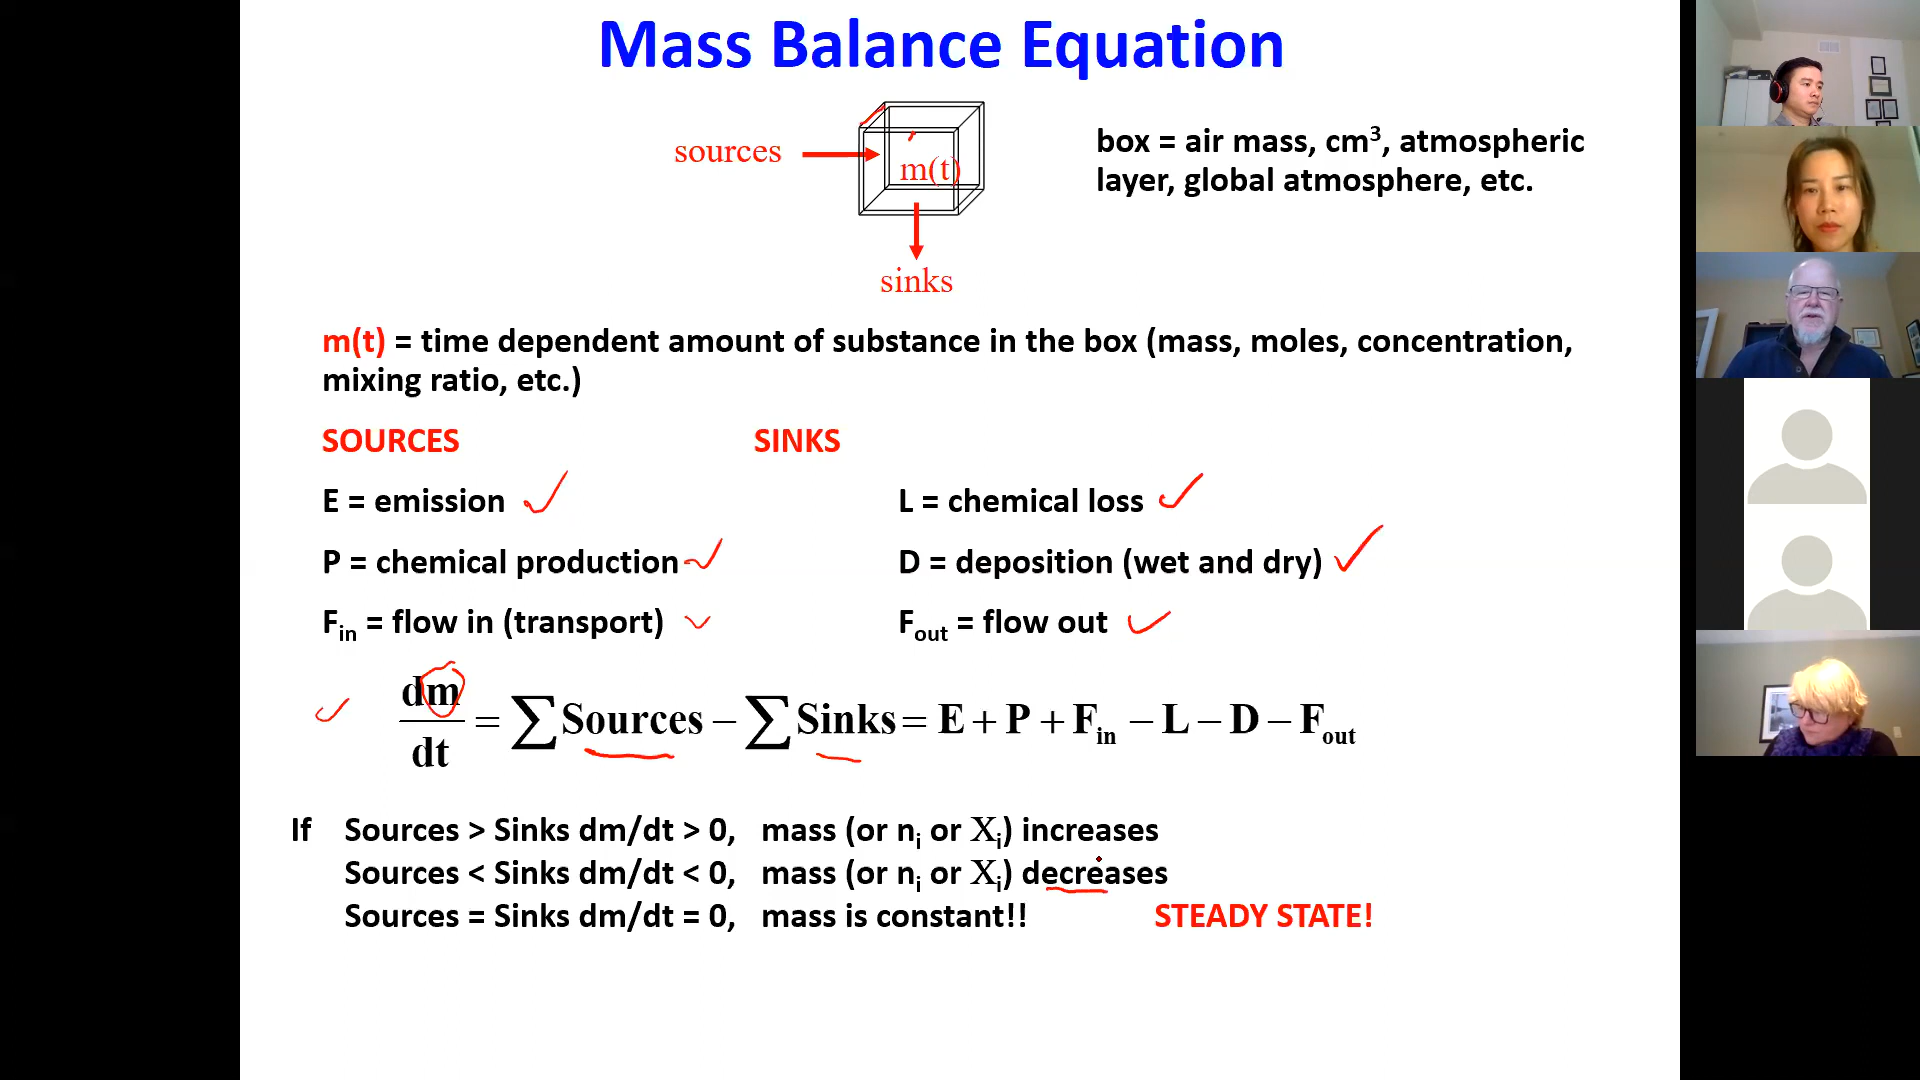 Mass Balance Equation
sources
m(t)
sinks
box = air mass, cm³, atmospheric
layer, global atmosphere, etc.
m(t) = time dependent amount of substance in the box (mass, moles, concentration,
mixing ratio, etc.)
SOURCES SINKS
E = emission L = chemical loss
P = chemical production D = deposition (wet and dry)
F_in = flow in (transport) F_out = flow out
dm/dt = ∑Sources − ∑Sinks = E + P + F_in − L − D − F_out
If Sources > Sinks dm/dt > 0, mass (or n_i or X_i) increases
Sources < Sinks dm/dt < 0, mass (or n_i or X_i) decreases
Sources = Sinks dm/dt = 0, mass is constant!! STEADY STATE!